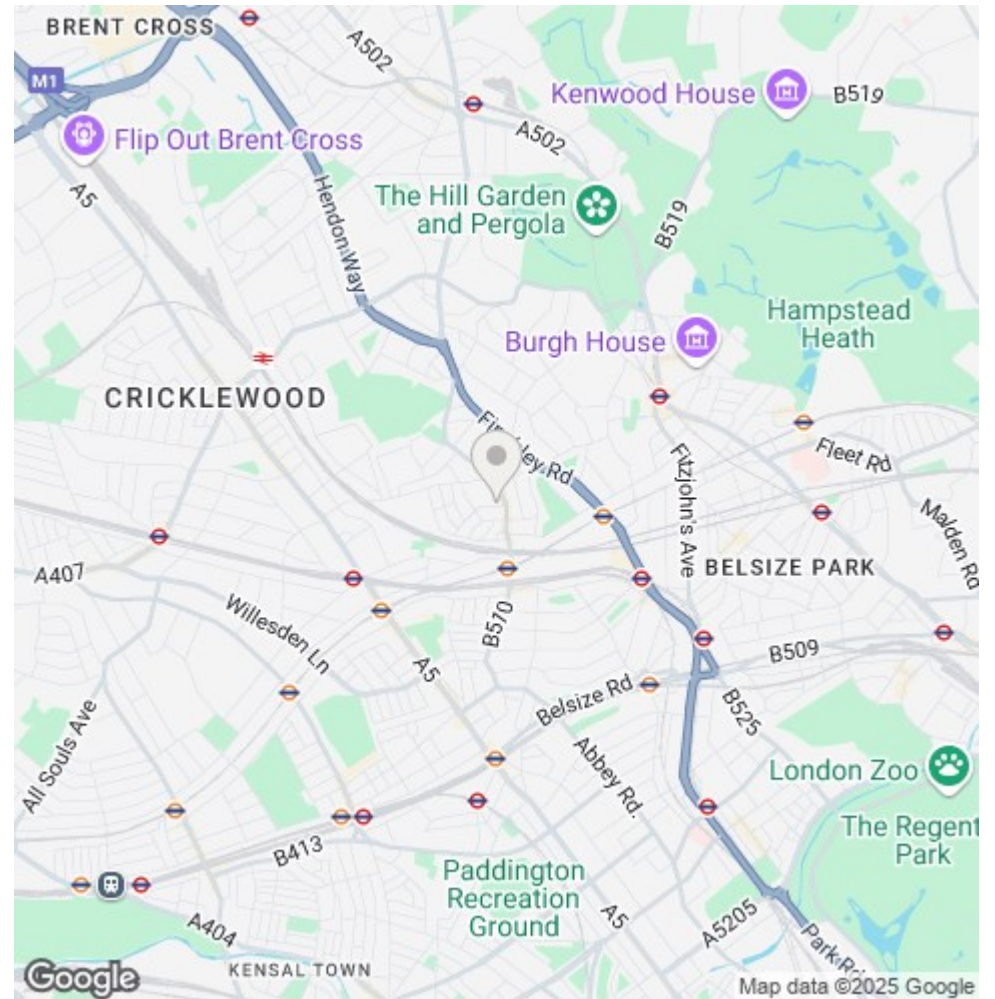 BRENT CROSS
A502
M1
Kenwood House
B519
Flip Out Brent Cross
A502
A5
Hendon Way
The Hill Garden
and Pergola
B519
Hampstead
Heath
Burgh House
CRICKLEWOOD
Finchley Rd
Fitzjohn's Ave
Fleet Rd
Malden Rd
A407
BELSIZE PARK
Willesden Ln
B510
B509
A5
Belsize Rd
B525
All Souls Ave
Abbey Rd.
London Zoo
The Regent
Park
B413
Paddington
Recreation
Ground
A5
A5205
A404
Park Rd
KENSAL TOWN
Google
Map data ©2025 Google